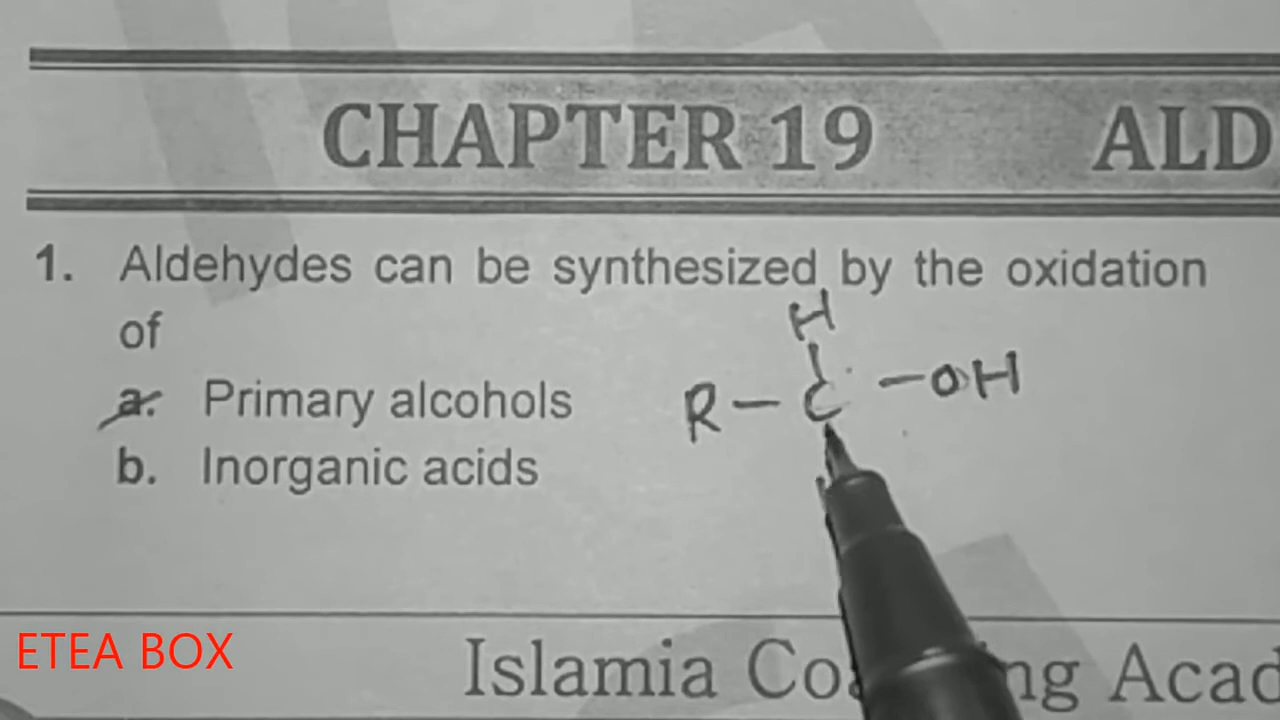 CHAPTER 19 ALD
1. Aldehydes can be synthesized by the oxidation
of
H
a. Primary alcohols R - C - OH
b. Inorganic acids
ETEA BOX
Islamia Co ng Acad